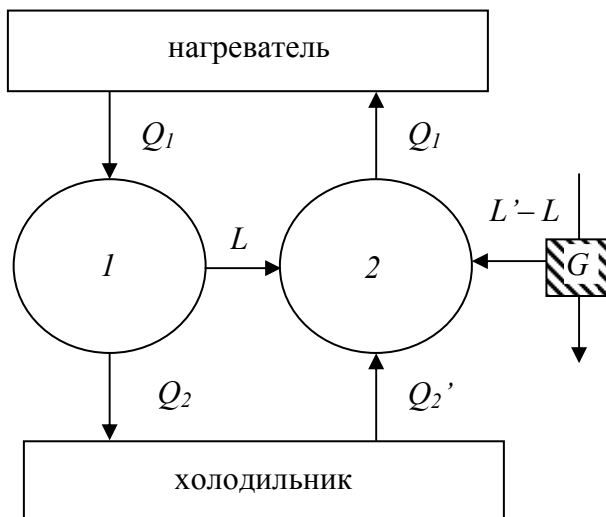 нагреватель
Q1 Q1
L’– L
1 L 2 G
Q2 Q2’
холодильник